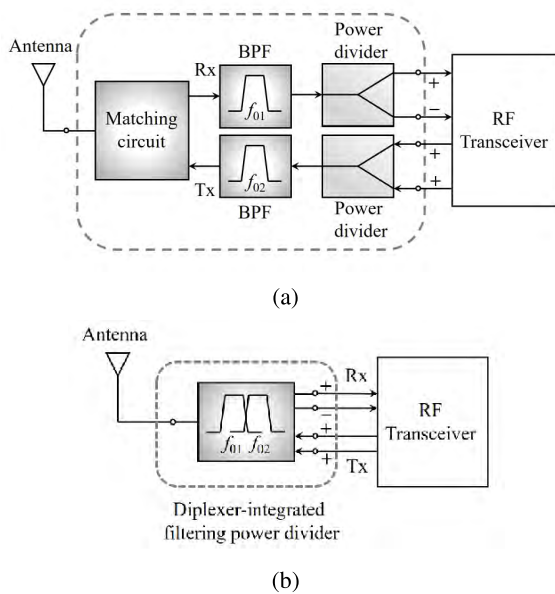 Antenna
Matching
circuit
Rx
Tx
BPF
f01
f02
BPF
Power
divider
Power
divider
+
−
+
+
RF
Transceiver
(a)
Antenna
f01 f02
+
−
+
+
Rx
Tx
RF
Transceiver
Diplexer-integrated
filtering power divider
(b)